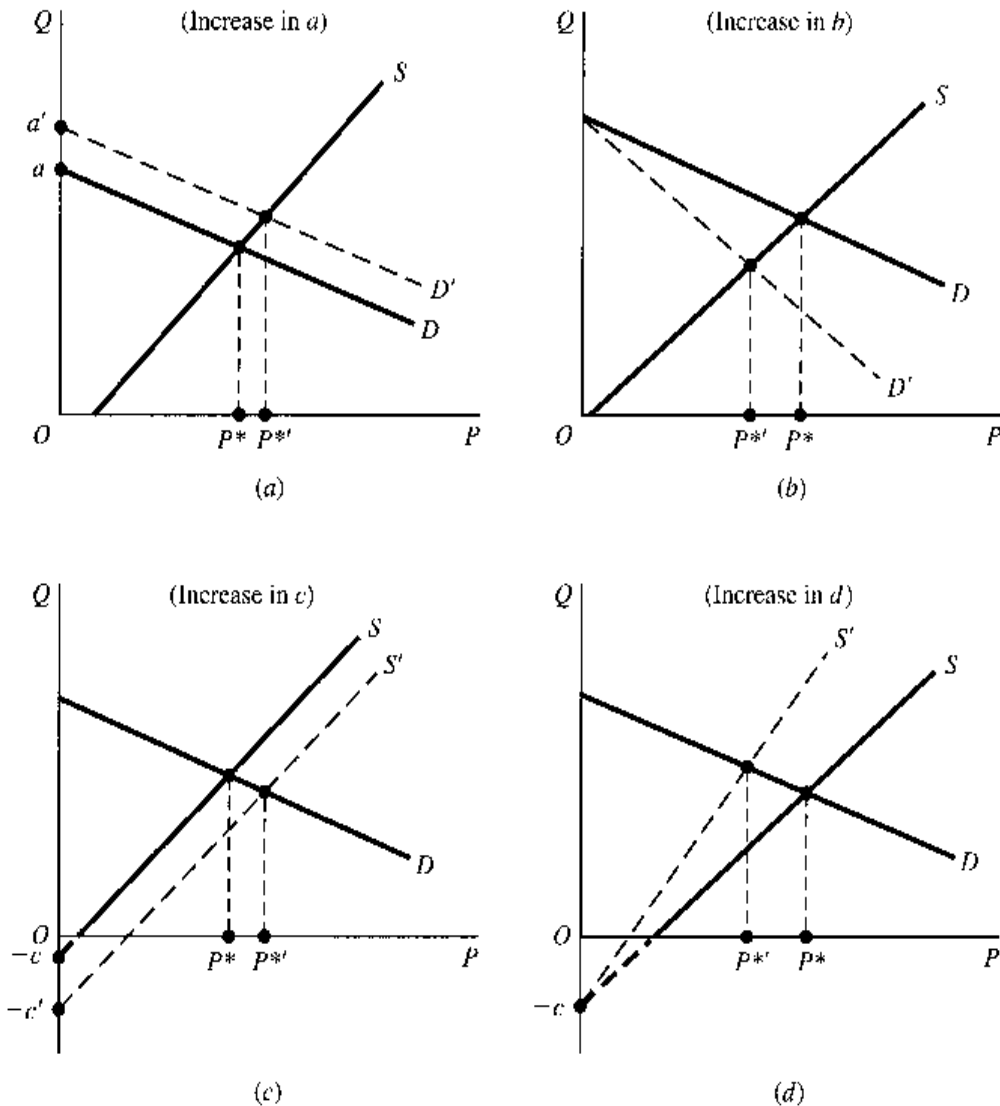 Q (Increase in a)
S
a'
a
D'
D
O P* P*' P
(a)
Q (Increase in b)
S
D
D'
O P*' P* P
(b)
Q (Increase in c)
S
S'
D
O
-c P* P*' P
-c'
(c)
Q (Increase in d)
S'
S
D
O
P*' P* P
-c
(d)